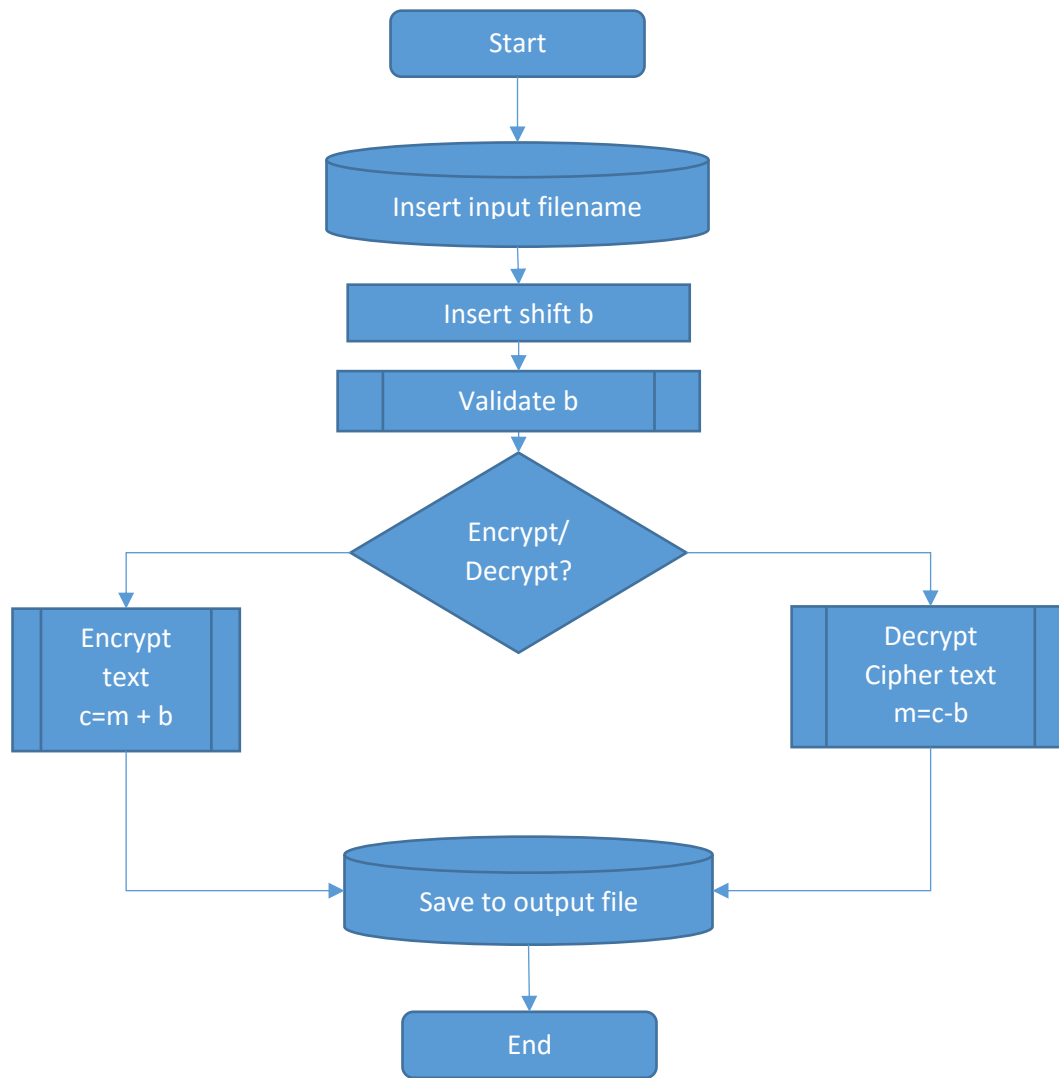 Start
Insert input filename
Insert shift b
Validate b
Encrypt/
Decrypt?
Encrypt
text
c=m + b
Decrypt
Cipher text
m=c-b
Save to output file
End